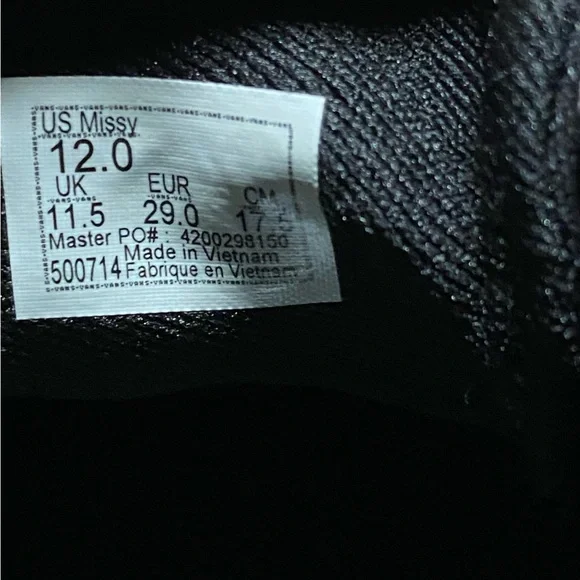 US Missy
12.0
UK EUR CM
11.5 29.0
Master PO# : 4200298150
Made in Vietnam
500714 Fabrique en Vietnam